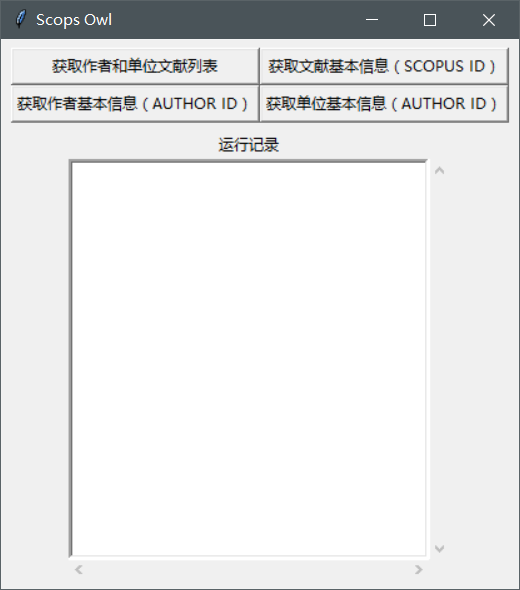 Scops Owl
获取作者和单位文献列表
获取文献基本信息（SCOPUS ID）
获取作者基本信息（AUTHOR ID）
获取单位基本信息（AUTHOR ID）
运行记录